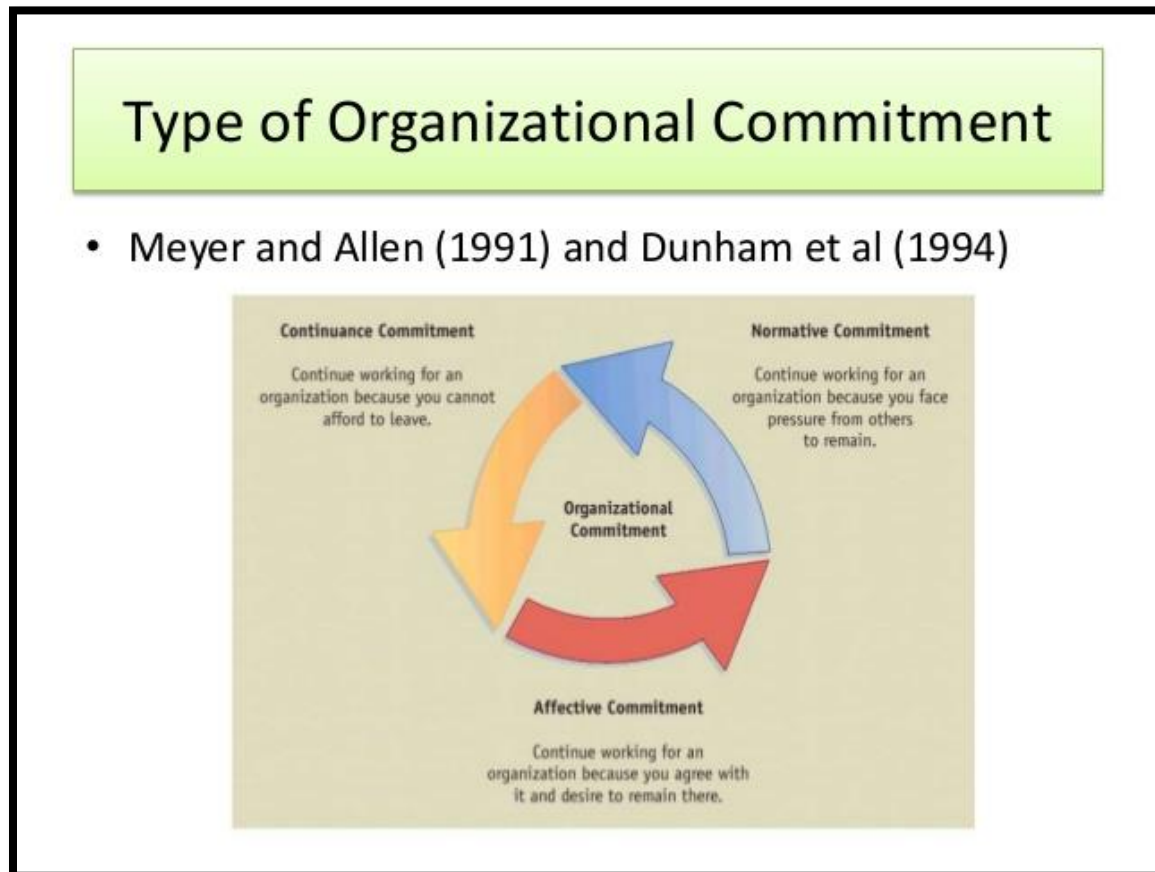 Type of Organizational Commitment
• Meyer and Allen (1991) and Dunham et al (1994)
Continuance Commitment
Continue working for an
organization because you cannot
afford to leave.
Normative Commitment
Continue working for an
organization because you face
pressure from others
to remain.
Organizational
Commitment
Affective Commitment
Continue working for an
organization because you agree with
it and desire to remain there.